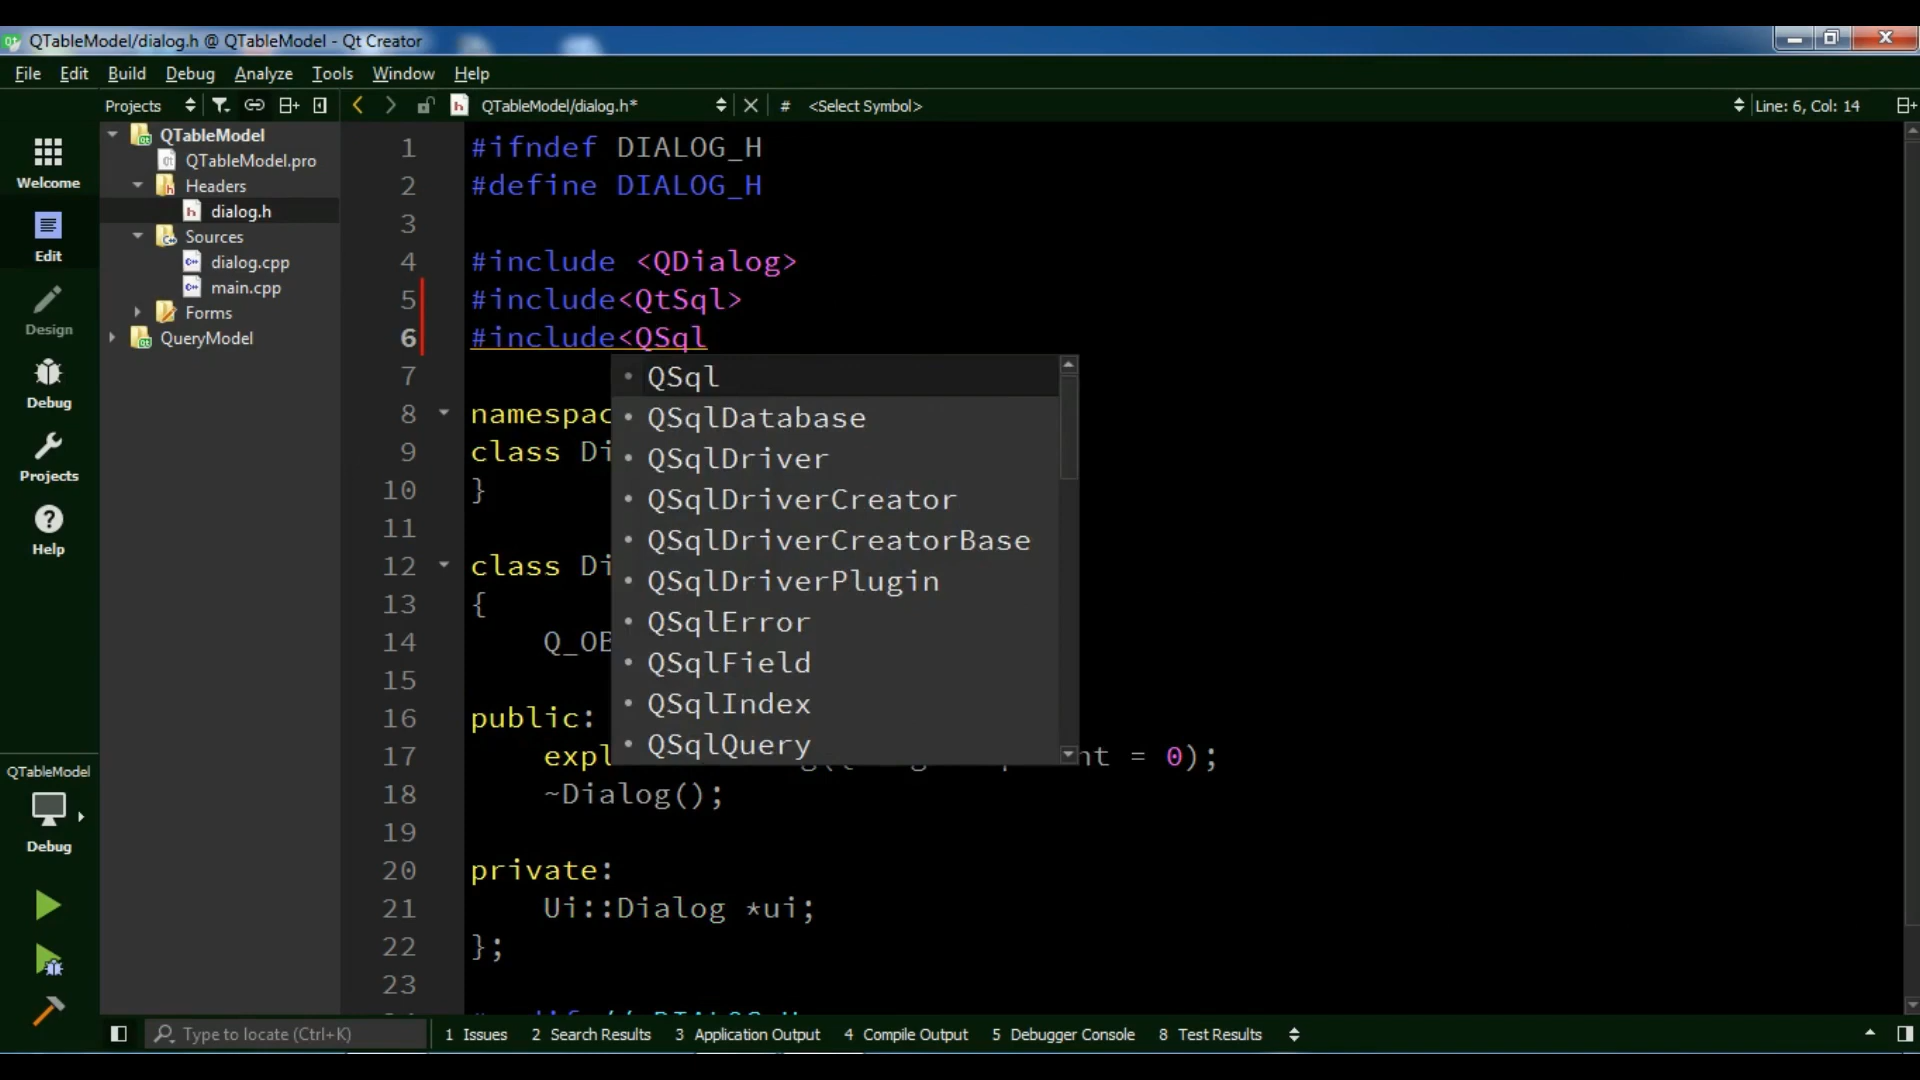 QTableModel/dialog.h @ QTableModel - Qt Creator
File Edit Build Debug Analyze Tools Window Help
Projects QTableModel/dialog.h* # <Select Symbol> Line: 6, Col: 14
QTableModel
QTableModel.pro
Headers
dialog.h
Sources
dialog.cpp
main.cpp
Forms
QueryModel
Welcome
Edit
Design
Debug
Projects
Help
QTableModel
Debug
1 #ifndef DIALOG_H
2 #define DIALOG_H
3
4 #include <QDialog>
5 #include<QtSql>
6 #include<QSql
7
8 namespac
9 class Di
10 }
11
12 class Di
13 {
14 Q_OB
15
16 public:
17 expl nt = 0);
18 ~Dialog();
19
20 private:
21 Ui::Dialog *ui;
22 };
23
QSql
QSqlDatabase
QSqlDriver
QSqlDriverCreator
QSqlDriverCreatorBase
QSqlDriverPlugin
QSqlError
QSqlField
QSqlIndex
QSqlQuery
Type to locate (Ctrl+K) 1 Issues 2 Search Results 3 Application Output 4 Compile Output 5 Debugger Console 8 Test Results